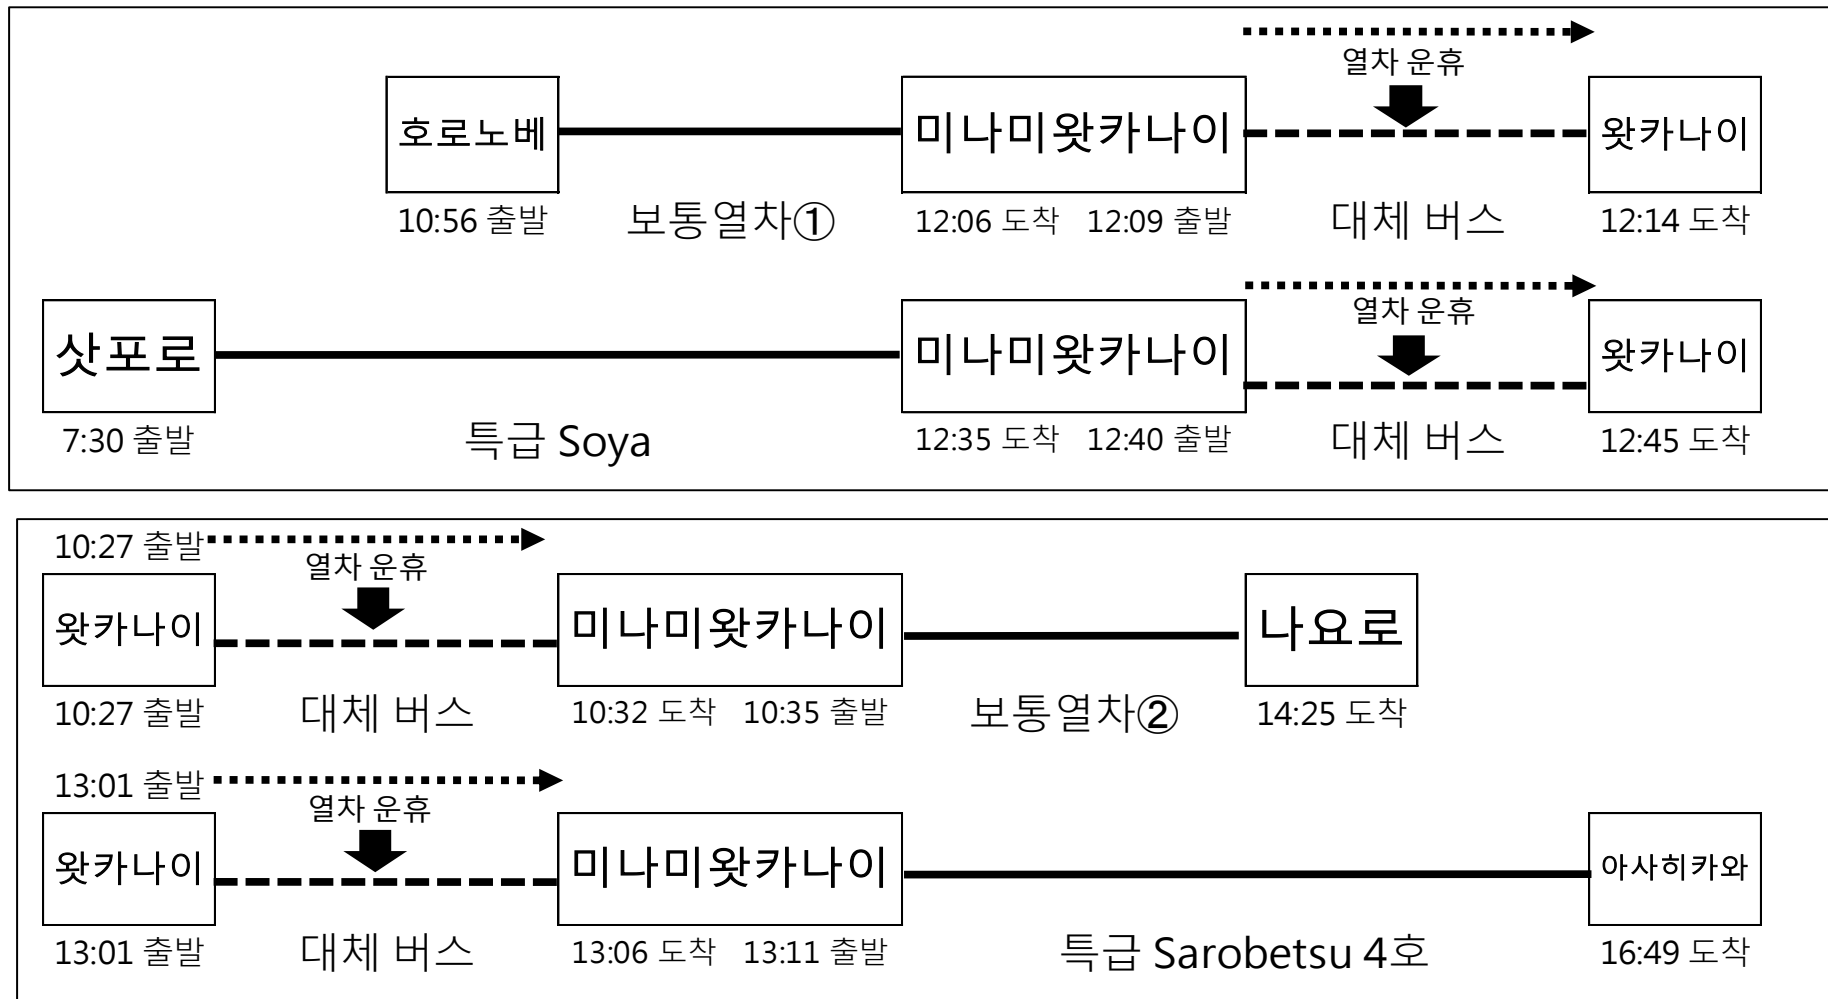 열차 운휴
호로노베 미나미왓카나이 왓카나이
10:56 출발 보통열차① 12:06 도착 12:09 출발 대체 버스 12:14 도착
열차 운휴
삿포로 미나미왓카나이 왓카나이
7:30 출발 특급 Soya 12:35 도착 12:40 출발 대체 버스 12:45 도착
10:27 출발 열차 운휴
왓카나이 미나미왓카나이 나요로
10:27 출발 대체 버스 10:32 도착 10:35 출발 보통열차② 14:25 도착
13:01 출발 열차 운휴
왓카나이 미나미왓카나이 아사히카와
13:01 출발 대체 버스 13:06 도착 13:11 출발 특급 Sarobetsu 4호 16:49 도착